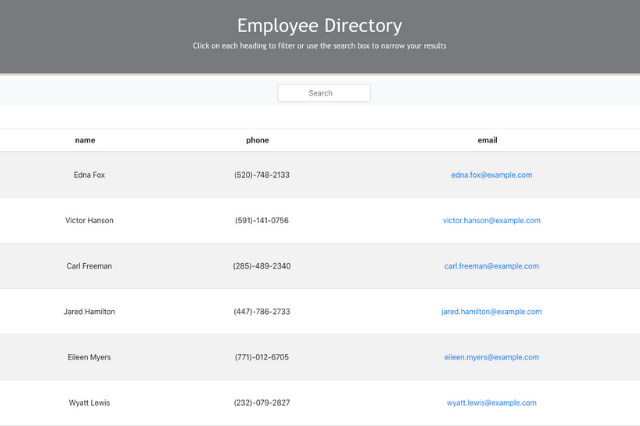 Employee Directory
Click on each heading to filter or use the search box to narrow your results
Search
name phone email
Edna Fox (520)-748-2133 edna.fox@example.com
Victor Hanson (591)-141-0756 victor.hanson@example.com
Carl Freeman (285)-489-2340 carl.freeman@example.com
Jared Hamilton (447)-786-2733 jared.hamilton@example.com
Eileen Myers (771)-012-6705 eileen.myers@example.com
Wyatt Lewis (232)-079-2827 wyatt.lewis@example.com